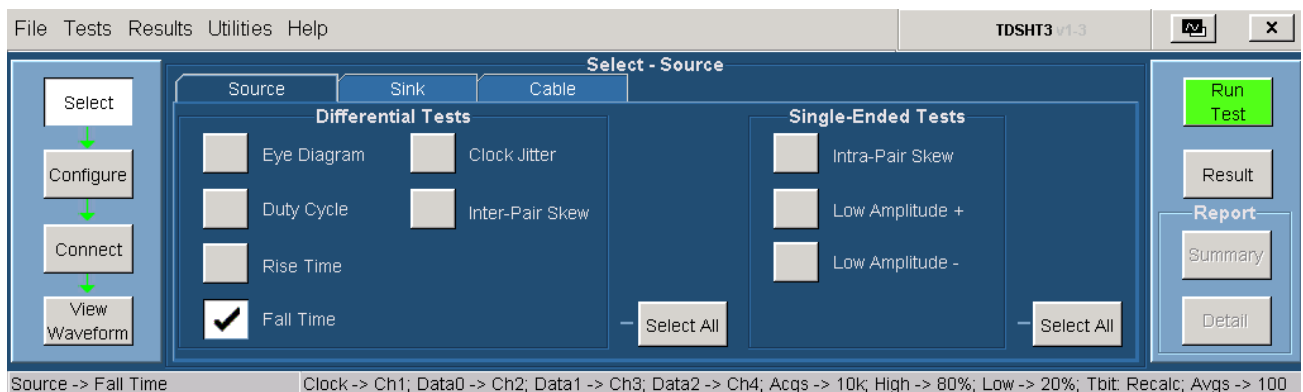 File Tests Results Utilities Help TDSHT3 v1-3 x
Select - Source
Source Sink Cable
Select
Configure
Connect
View
Waveform
Differential Tests
Eye Diagram Clock Jitter
Duty Cycle Inter-Pair Skew
Rise Time
Fall Time
Select All
Single-Ended Tests
Intra-Pair Skew
Low Amplitude +
Low Amplitude -
Select All
Run
Test
Result
Report
Summary
Detail
Source -> Fall Time Clock -> Ch1; Data0 -> Ch2; Data1 -> Ch3; Data2 -> Ch4; Acqs -> 10k; High -> 80%; Low -> 20%; Tbit: Recalc; Avgs -> 100